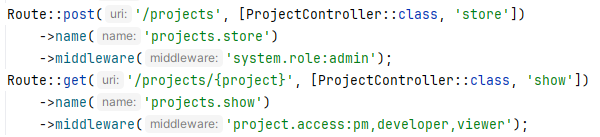 Route::post( uri: '/projects', [ProjectController::class, 'store'])
->name( name: 'projects.store')
->middleware( middleware: 'system.role:admin');
Route::get( uri: '/projects/{project}', [ProjectController::class, 'show'])
->name( name: 'projects.show')
->middleware( middleware: 'project.access:pm,developer,viewer');